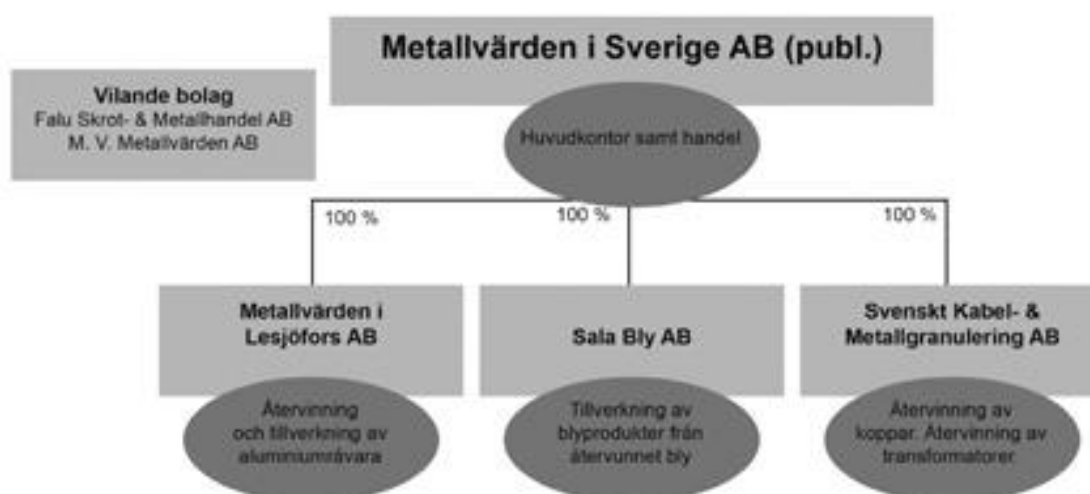 Metallvärden i Sverige AB (publ.)
Vilande bolag
Falu Skrot- & Metallhandel AB
M. V. Metallvärden AB
Huvudkontor samt handel
100 %
100 %
100 %
Metallvärden i
Lesjöfors AB
Sala Bly AB
Svenskt Kabel- &
Metallgranulering AB
Återvinning
och tillverkning av
aluminiumråvara
Tillverkning av
blyprodukter från
återvunnet bly
Återvinning av
koppar. Återvinning av
transformatorer.